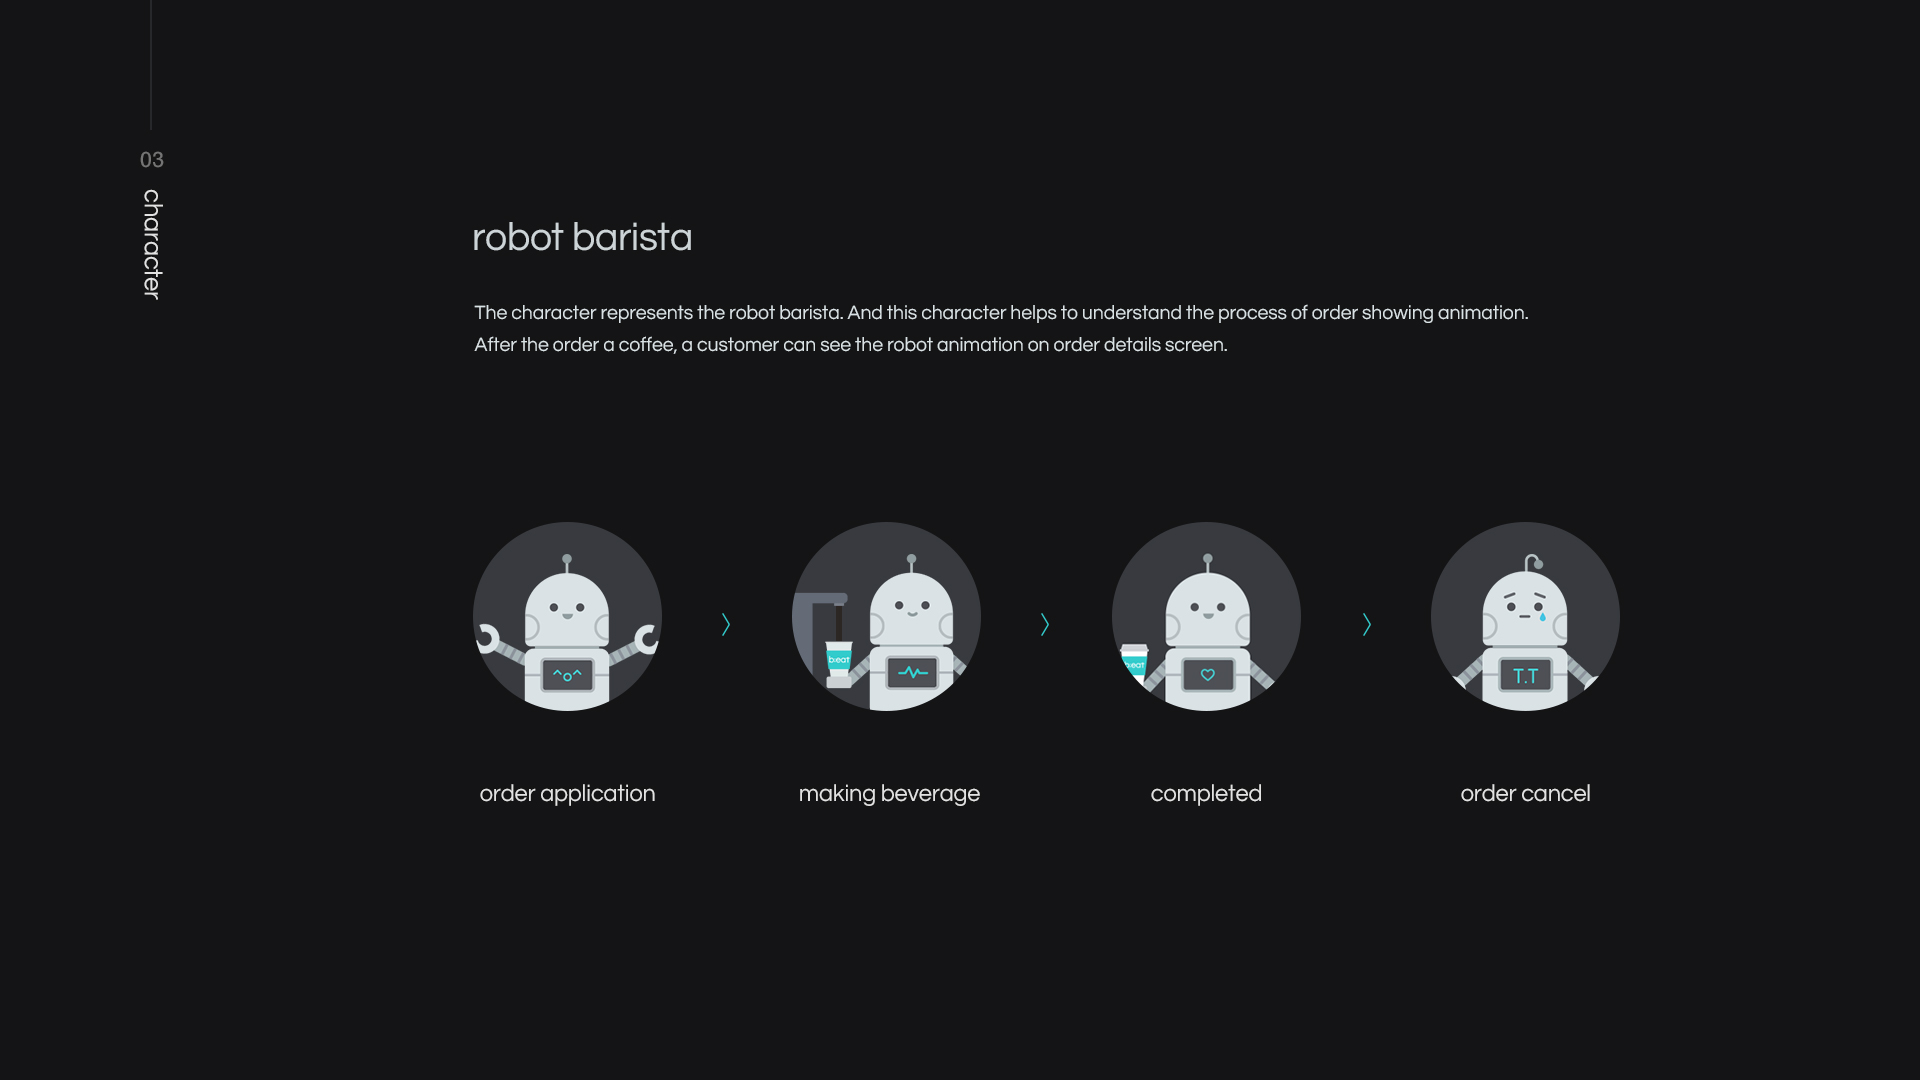 03
character
robot barista
The character represents the robot barista. And this character helps to understand the process of order showing animation.
After the order a coffee, a customer can see the robot animation on order details screen.
^o^
b;eat
b;eat
T.T
order application
making beverage
completed
order cancel